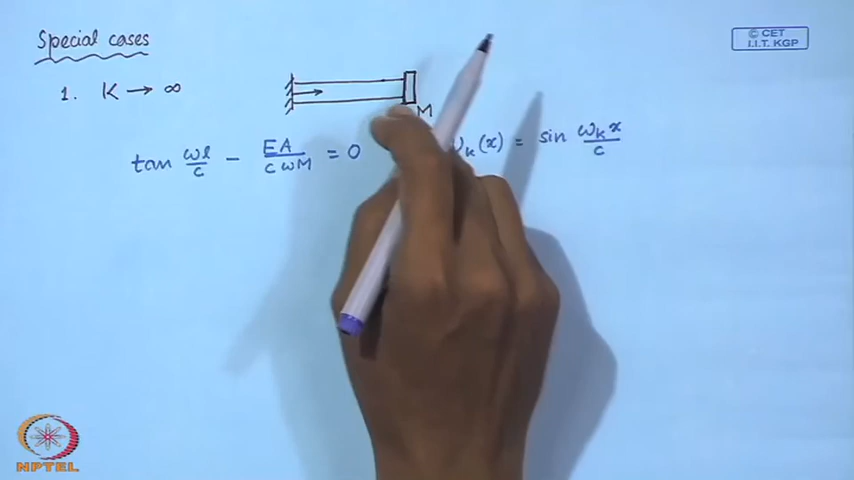 Special cases
© CET
I.I.T. KGP
1. K → ∞
M
tan ωl/c − EA/cωM = 0 k(x) = sin ωₖx/c
NPTEL